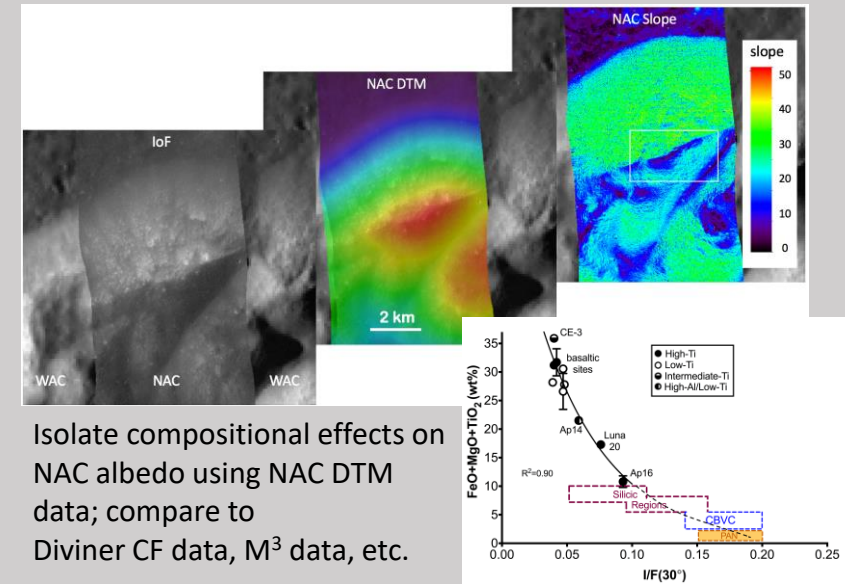 NAC Slope
slope
50
40
30
20
10
0
NAC DTM
2 km
IoF
WAC
NAC
WAC
Isolate compositional effects on
NAC albedo using NAC DTM
data; compare to
Diviner CF data, M³ data, etc.
FeO+MgO+TiO₂ (wt%)
35
30
25
20
15
10
5
0
CE-3
basaltic
sites
High-Ti
Low-Ti
Intermediate-Ti
High-Al/Low-Ti
Ap14
Luna
20
R²=0.90
Ap16
Silicic
Regions
CBVC
PAN
0.00 0.05 0.10 0.15 0.20 0.25
I/F(30°)